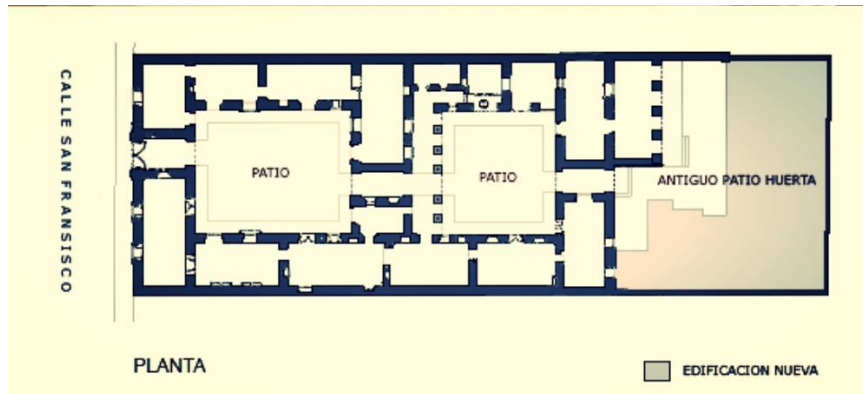 CALLE SAN FRANSISCO
PATIO
PATIO
ANTIGUO PATIO HUERTA
PLANTA
EDIFICACION NUEVA